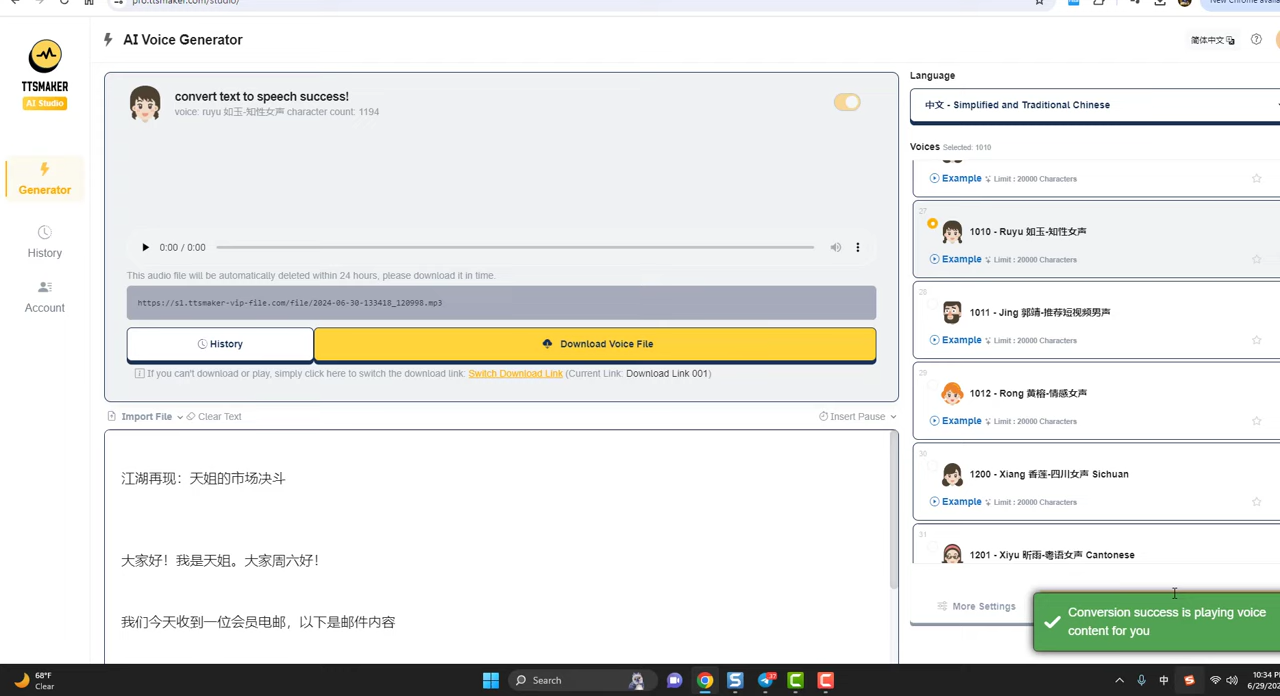 pro.ttsmaker.com/studio/
AI Voice Generator
简体中文
TTSMAKER
AI Studio
Generator
History
Account
convert text to speech success!
voice: ruyu 如玉-知性女声 character count: 1194
0:00 / 0:00
This audio file will be automatically deleted within 24 hours, please download it in time.
https://s1.ttsmaker-vip-file.com/file/2024-06-30-133418_120998.mp3
History
Download Voice File
If you can't download or play, simply click here to switch the download link: Switch Download Link (Current Link: Download Link 001)
Import File
Clear Text
Insert Pause
江湖再现：天姐的市场决斗
大家好！我是天姐。大家周六好！
我们今天收到一位会员电邮，以下是邮件内容
Language
中文 - Simplified and Traditional Chinese
Voices Selected: 1010
Example Limit : 20000 Characters
27
1010 - Ruyu 如玉-知性女声
Example Limit : 20000 Characters
28
1011 - Jing 郭靖-推荐短视频男声
Example Limit : 20000 Characters
29
1012 - Rong 黄榕-情感女声
Example Limit : 20000 Characters
30
1200 - Xiang 香莲-四川女声 Sichuan
Example Limit : 20000 Characters
31
1201 - Xiyu 昕雨-粤语女声 Cantonese
More Settings
Conversion success is playing voice
content for you
68°F
Clear
Search
37
中
10:34